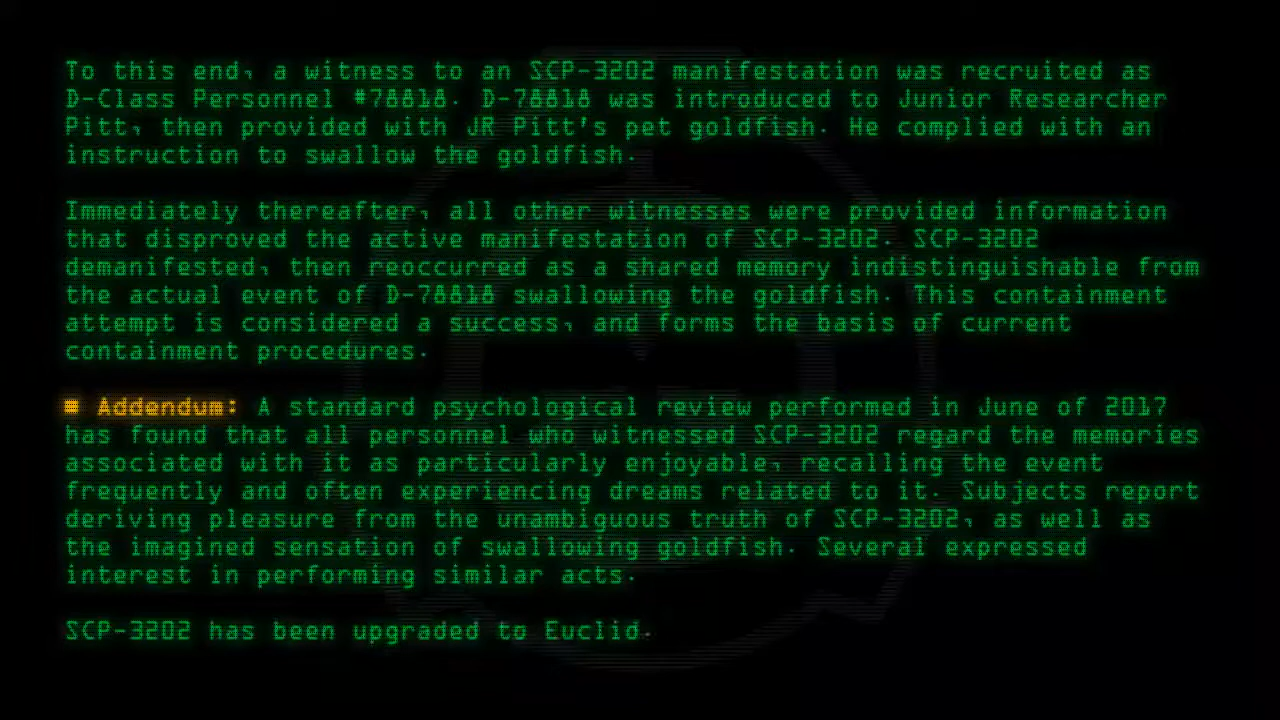 To this end, a witness to an SCP-3202 manifestation was recruited as
D-Class Personnel #78818. D-78818 was introduced to Junior Researcher
Pitt, then provided with JR Pitt's pet goldfish. He complied with an
instruction to swallow the goldfish.
Immediately thereafter, all other witnesses were provided information
that disproved the active manifestation of SCP-3202. SCP-3202
demanifested, then reoccurred as a shared memory indistinguishable from
the actual event of D-78818 swallowing the goldfish. This containment
attempt is considered a success, and forms the basis of current
containment procedures.
■ Addendum: A standard psychological review performed in June of 2017
has found that all personnel who witnessed SCP-3202 regard the memories
associated with it as particularly enjoyable, recalling the event
frequently and often experiencing dreams related to it. Subjects report
deriving pleasure from the unambiguous truth of SCP-3202, as well as
the imagined sensation of swallowing goldfish. Several expressed
interest in performing similar acts.
SCP-3202 has been upgraded to Euclid.